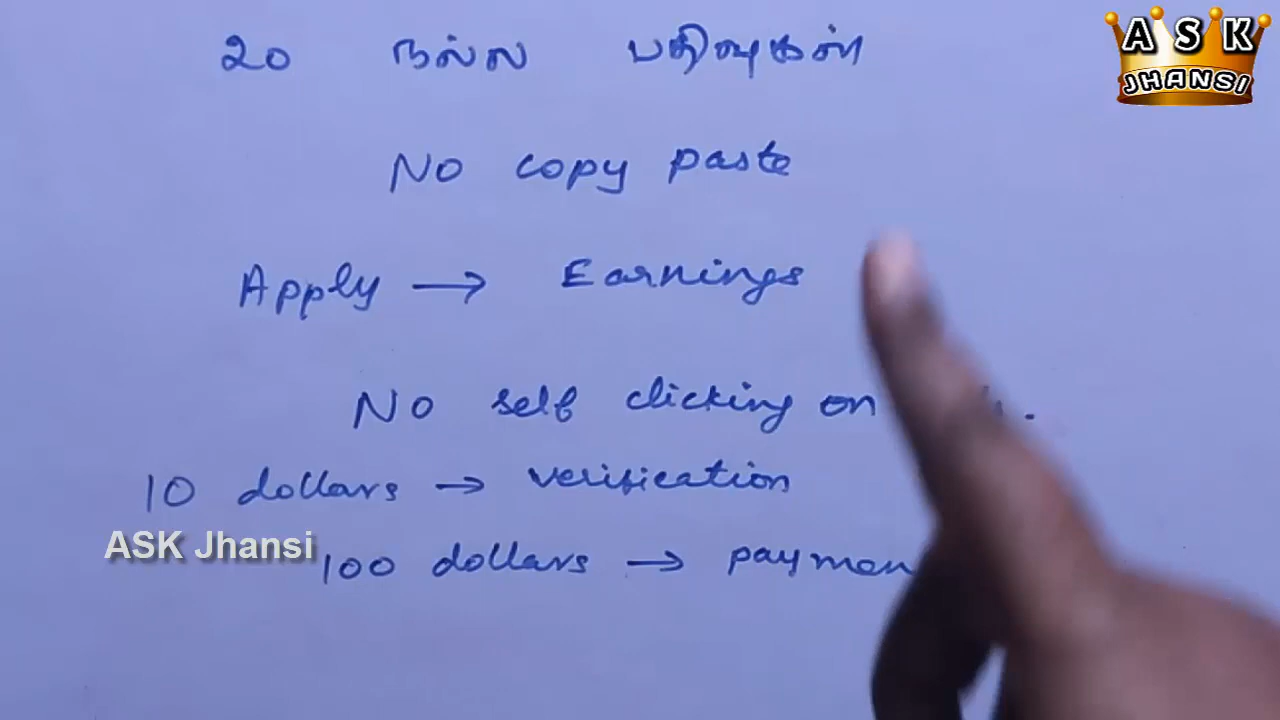 20 நல்ல பதிவுகள்
ASK
JHANSI
No copy paste
Apply → Earnings
No self clicking on
10 dollars → verification
ASK Jhansi
100 dollars →